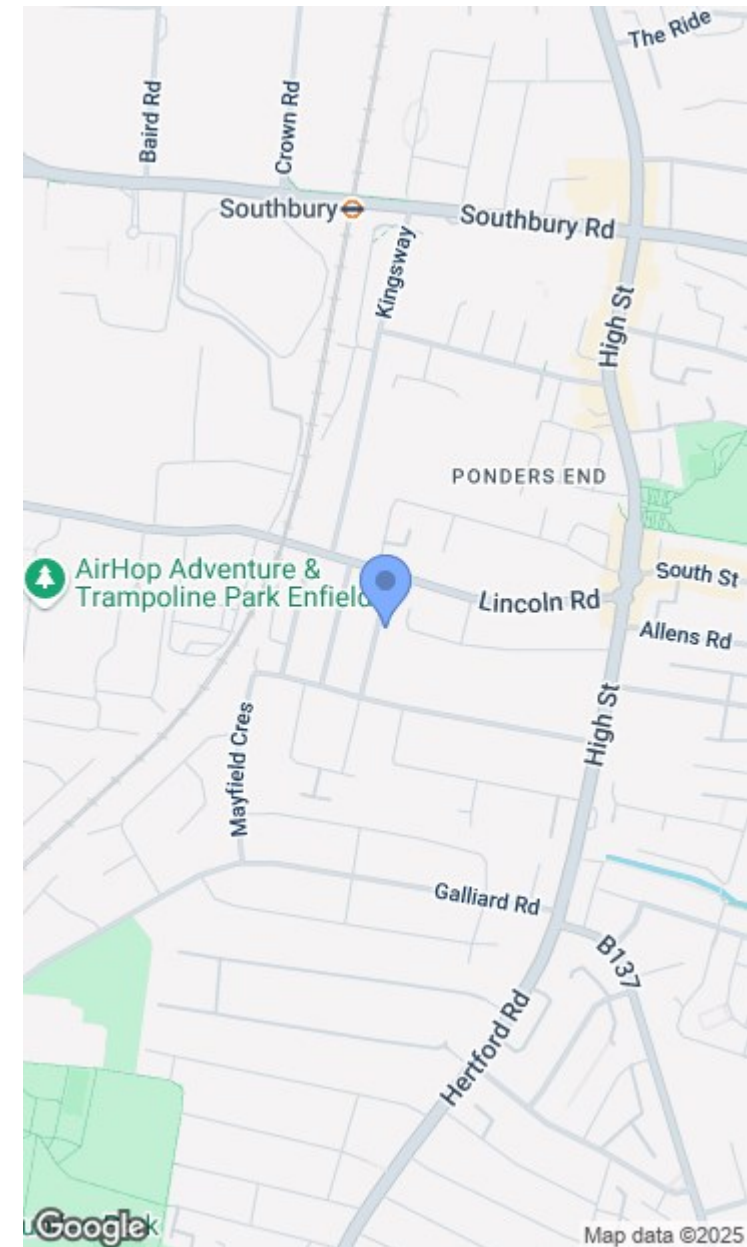 The Ride
Baird Rd
Crown Rd
Southbury
Southbury Rd
Kingsway
High St
PONDERS END
AirHop Adventure &
Trampoline Park Enfield
Lincoln Rd
South St
Allens Rd
High St
Mayfield Cres
Galliard Rd
B137
Hertford Rd
Google
Map data ©2025